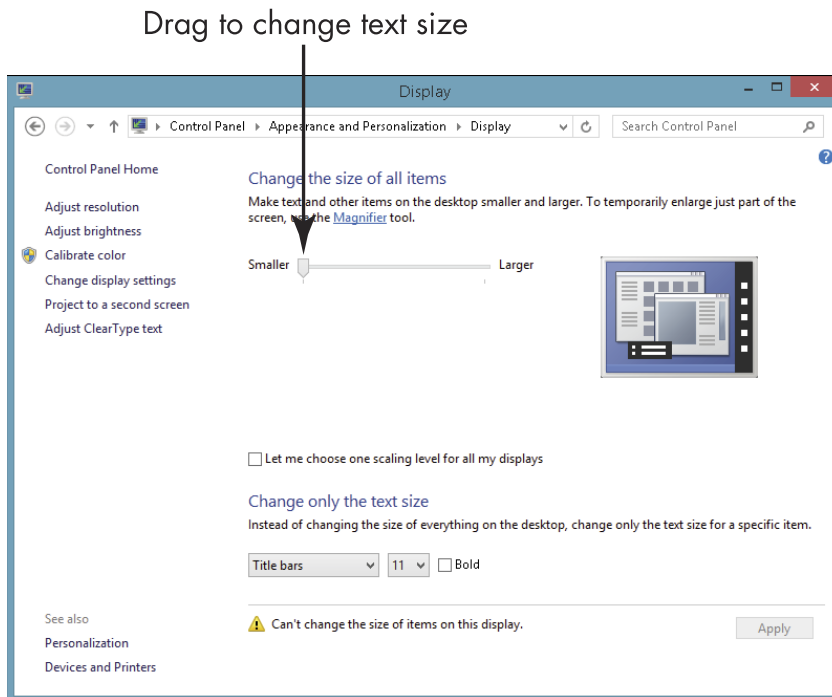 Drag to change text size
Display
Control Panel Appearance and Personalization Display Search Control Panel
Control Panel Home
Adjust resolution
Adjust brightness
Calibrate color
Change display settings
Project to a second screen
Adjust ClearType text
Change the size of all items
Make text and other items on the desktop smaller and larger. To temporarily enlarge just part of the
screen, use the Magnifier tool.
Smaller Larger
Let me choose one scaling level for all my displays
Change only the text size
Instead of changing the size of everything on the desktop, change only the text size for a specific item.
Title bars 11 Bold
See also
Personalization
Devices and Printers
Can't change the size of items on this display.
Apply